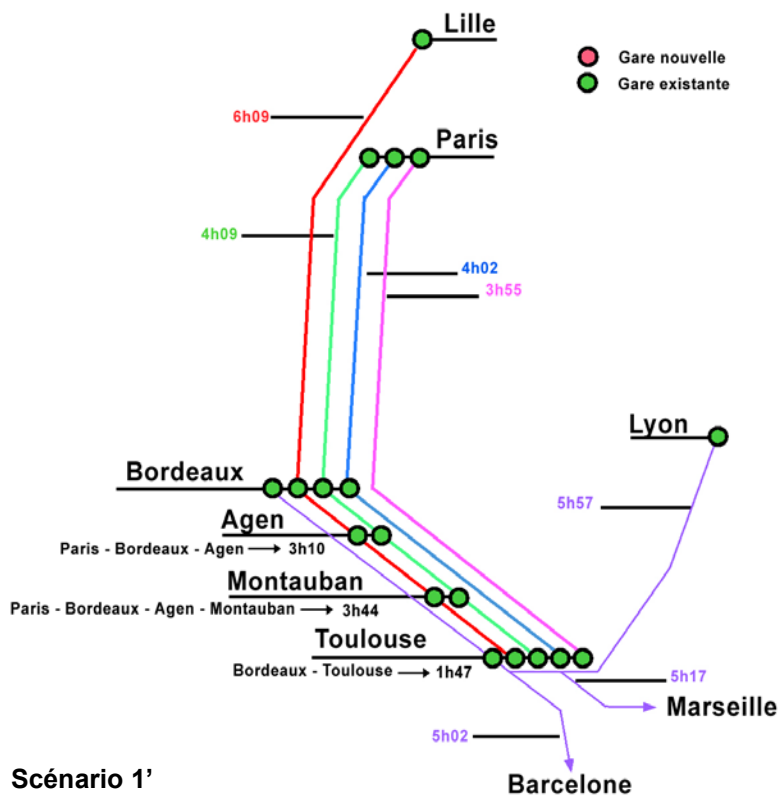 Lille
Gare nouvelle
Gare existante
6h09
Paris
4h09
4h02
3h55
Lyon
Bordeaux
5h57
Agen
Paris - Bordeaux - Agen → 3h10
Montauban
Paris - Bordeaux - Agen - Montauban → 3h44
Toulouse
Bordeaux - Toulouse → 1h47
5h17
Marseille
5h02
Scénario 1’
Barcelone